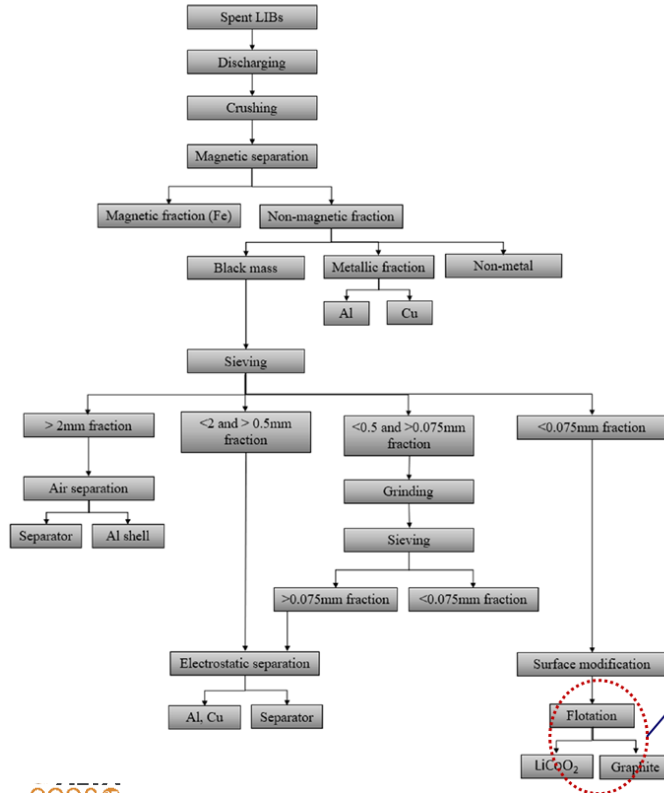 Spent LIBs
Discharging
Crushing
Magnetic separation
Magnetic fraction (Fe)
Non-magnetic fraction
Black mass
Metallic fraction
Non-metal
Al
Cu
Sieving
> 2mm fraction
<2 and > 0.5mm
fraction
<0.5 and >0.075mm
fraction
<0.075mm fraction
Air separation
Grinding
Separator
Al shell
Sieving
>0.075mm fraction
<0.075mm fraction
Electrostatic separation
Surface modification
Al, Cu
Separator
Flotation
LiCoO₂
Graphite